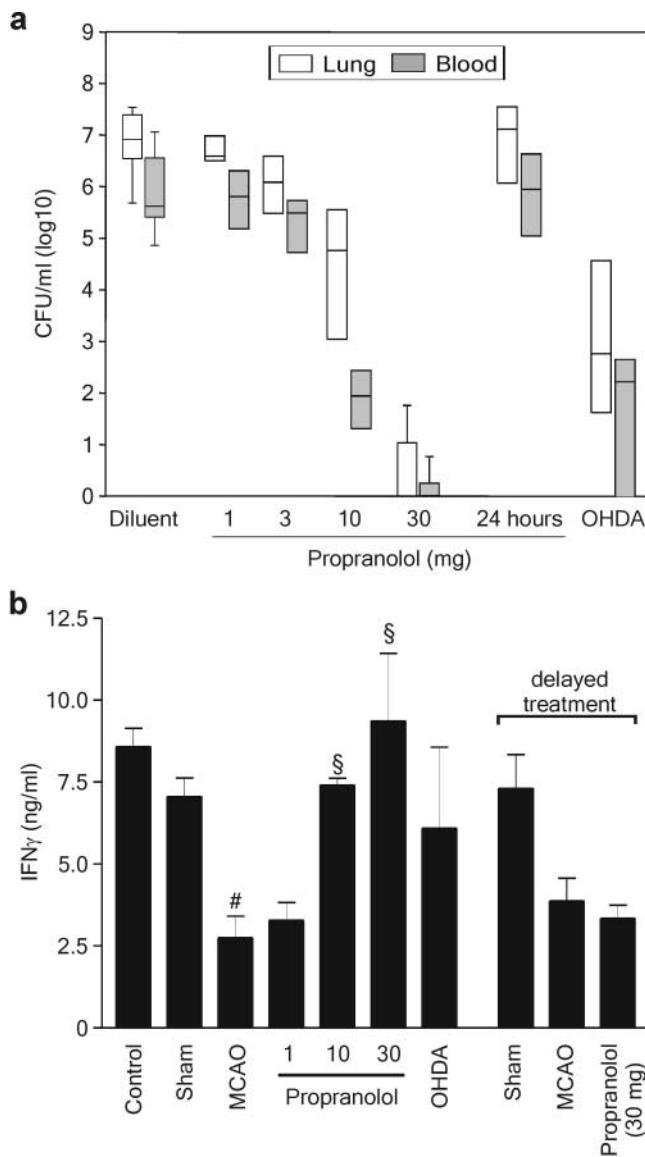 a
9
Lung Blood
8
7
6
5
4
3
2
1
0
CFU/ml (log10)
Diluent 1 3 10 30 24 hours OHDA
Propranolol (mg)
b
12.5
10.0
7.5
5.0
2.5
0
IFNγ (ng/ml)
§
§
#
delayed
treatment
Control
Sham
MCAO
1 10 30
Propranolol
OHDA
Sham
MCAO
Propranolol
(30 mg)